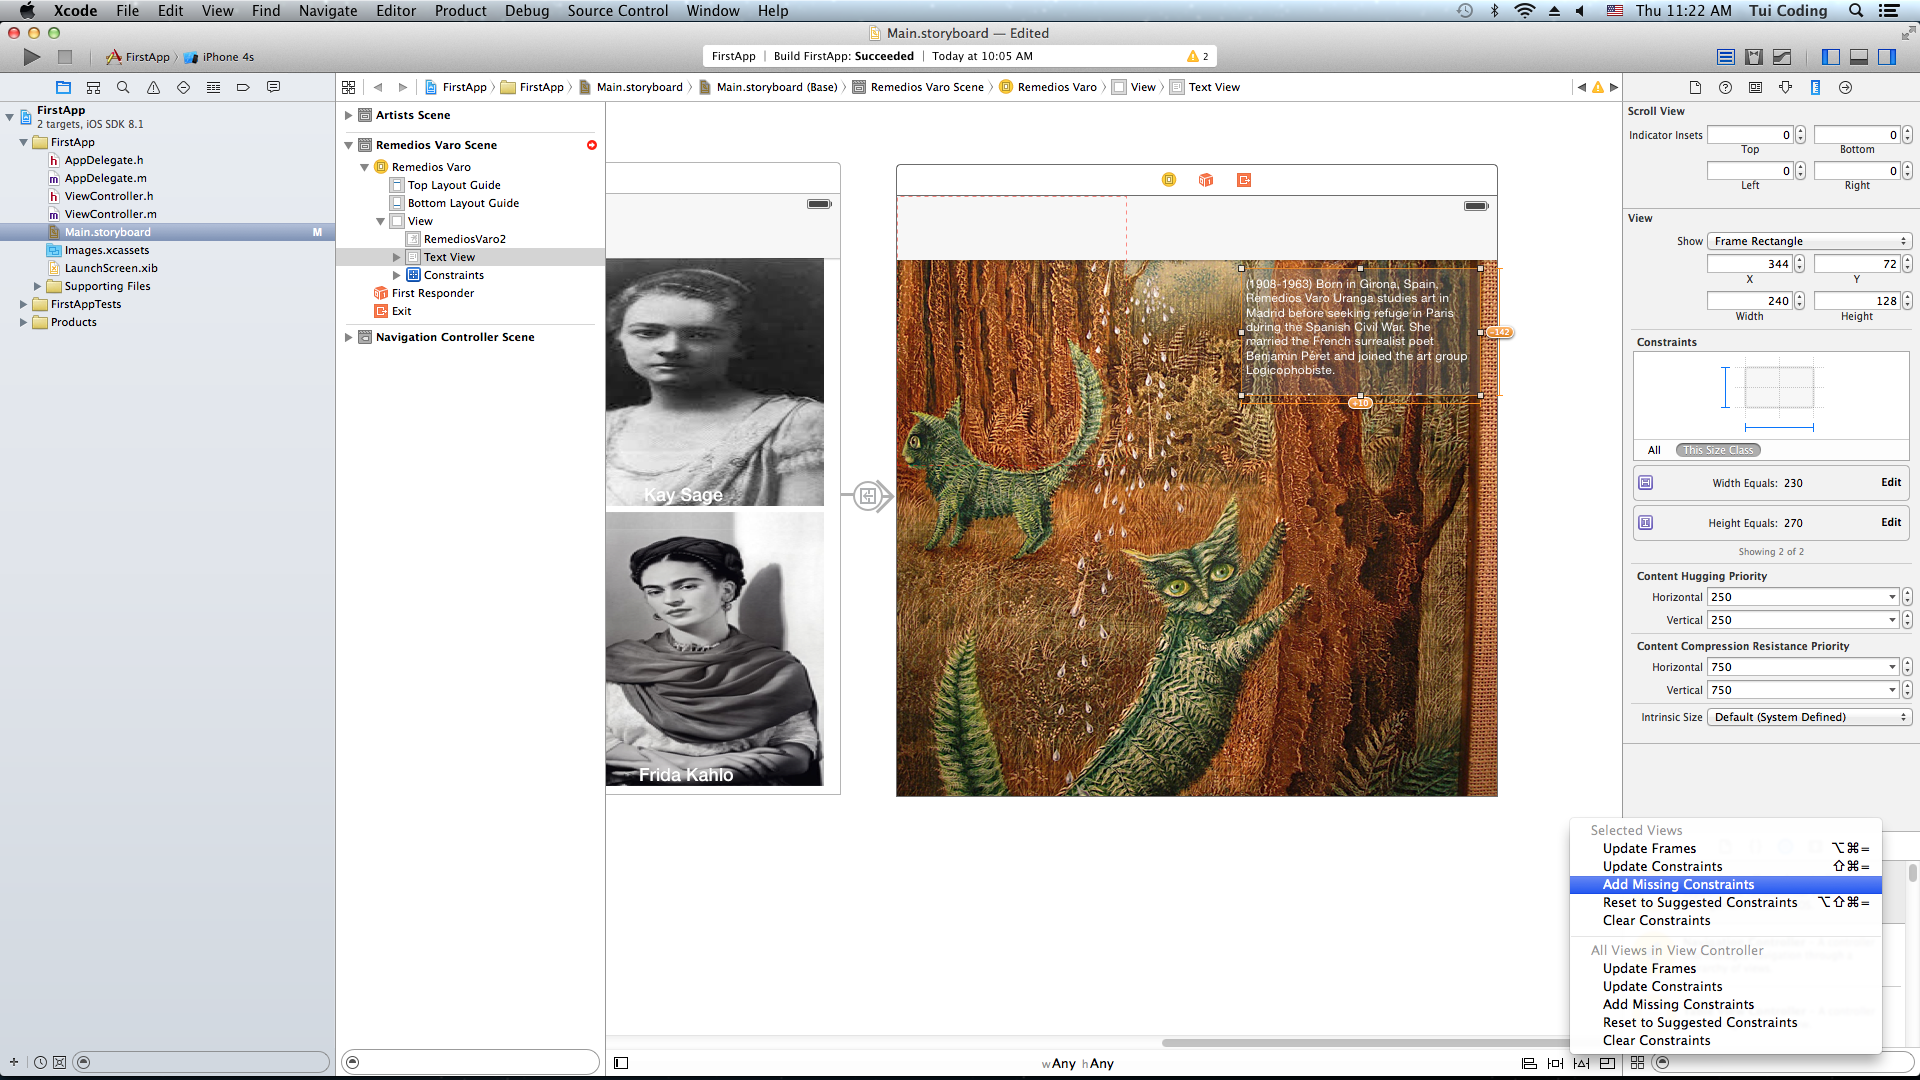 Xcode File Edit View Find Navigate Editor Product Debug Source Control Window Help
Thu 11:22 AM Tui Coding
Main.storyboard — Edited
FirstApp iPhone 4s
FirstApp Build FirstApp: Succeeded Today at 10:05 AM 2
FirstApp FirstApp Main.storyboard Main.storyboard (Base) Remedios Varo Scene Remedios Varo View Text View
FirstApp
2 targets, iOS SDK 8.1
FirstApp
AppDelegate.h
AppDelegate.m
ViewController.h
ViewController.m
Main.storyboard M
Images.xcassets
LaunchScreen.xib
Supporting Files
FirstAppTests
Products
Artists Scene
Remedios Varo Scene
Remedios Varo
Top Layout Guide
Bottom Layout Guide
View
RemediosVaro2
Text View
Constraints
First Responder
Exit
Navigation Controller Scene
Kay Sage
Frida Kahlo
(1908-1963) Born in Girona, Spain,
Remedios Varo Uranga studies art in
Madrid before seeking refuge in Paris
during the Spanish Civil War. She
married the French surrealist poet
Benjamin Péret and joined the art group
Logicophobiste.
-142
+10
wAny hAny
Scroll View
Indicator Insets 0 0
Top Bottom
0 0
Left Right
View
Show Frame Rectangle
344 72
X Y
240 128
Width Height
Constraints
All This Size Class
Width Equals: 230 Edit
Height Equals: 270 Edit
Showing 2 of 2
Content Hugging Priority
Horizontal 250
Vertical 250
Content Compression Resistance Priority
Horizontal 750
Vertical 750
Intrinsic Size Default (System Defined)
Selected Views
Update Frames ⌥⌘=
Update Constraints ⇧⌘=
Add Missing Constraints
Reset to Suggested Constraints ⌥⇧⌘=
Clear Constraints
All Views in View Controller
Update Frames
Update Constraints
Add Missing Constraints
Reset to Suggested Constraints
Clear Constraints